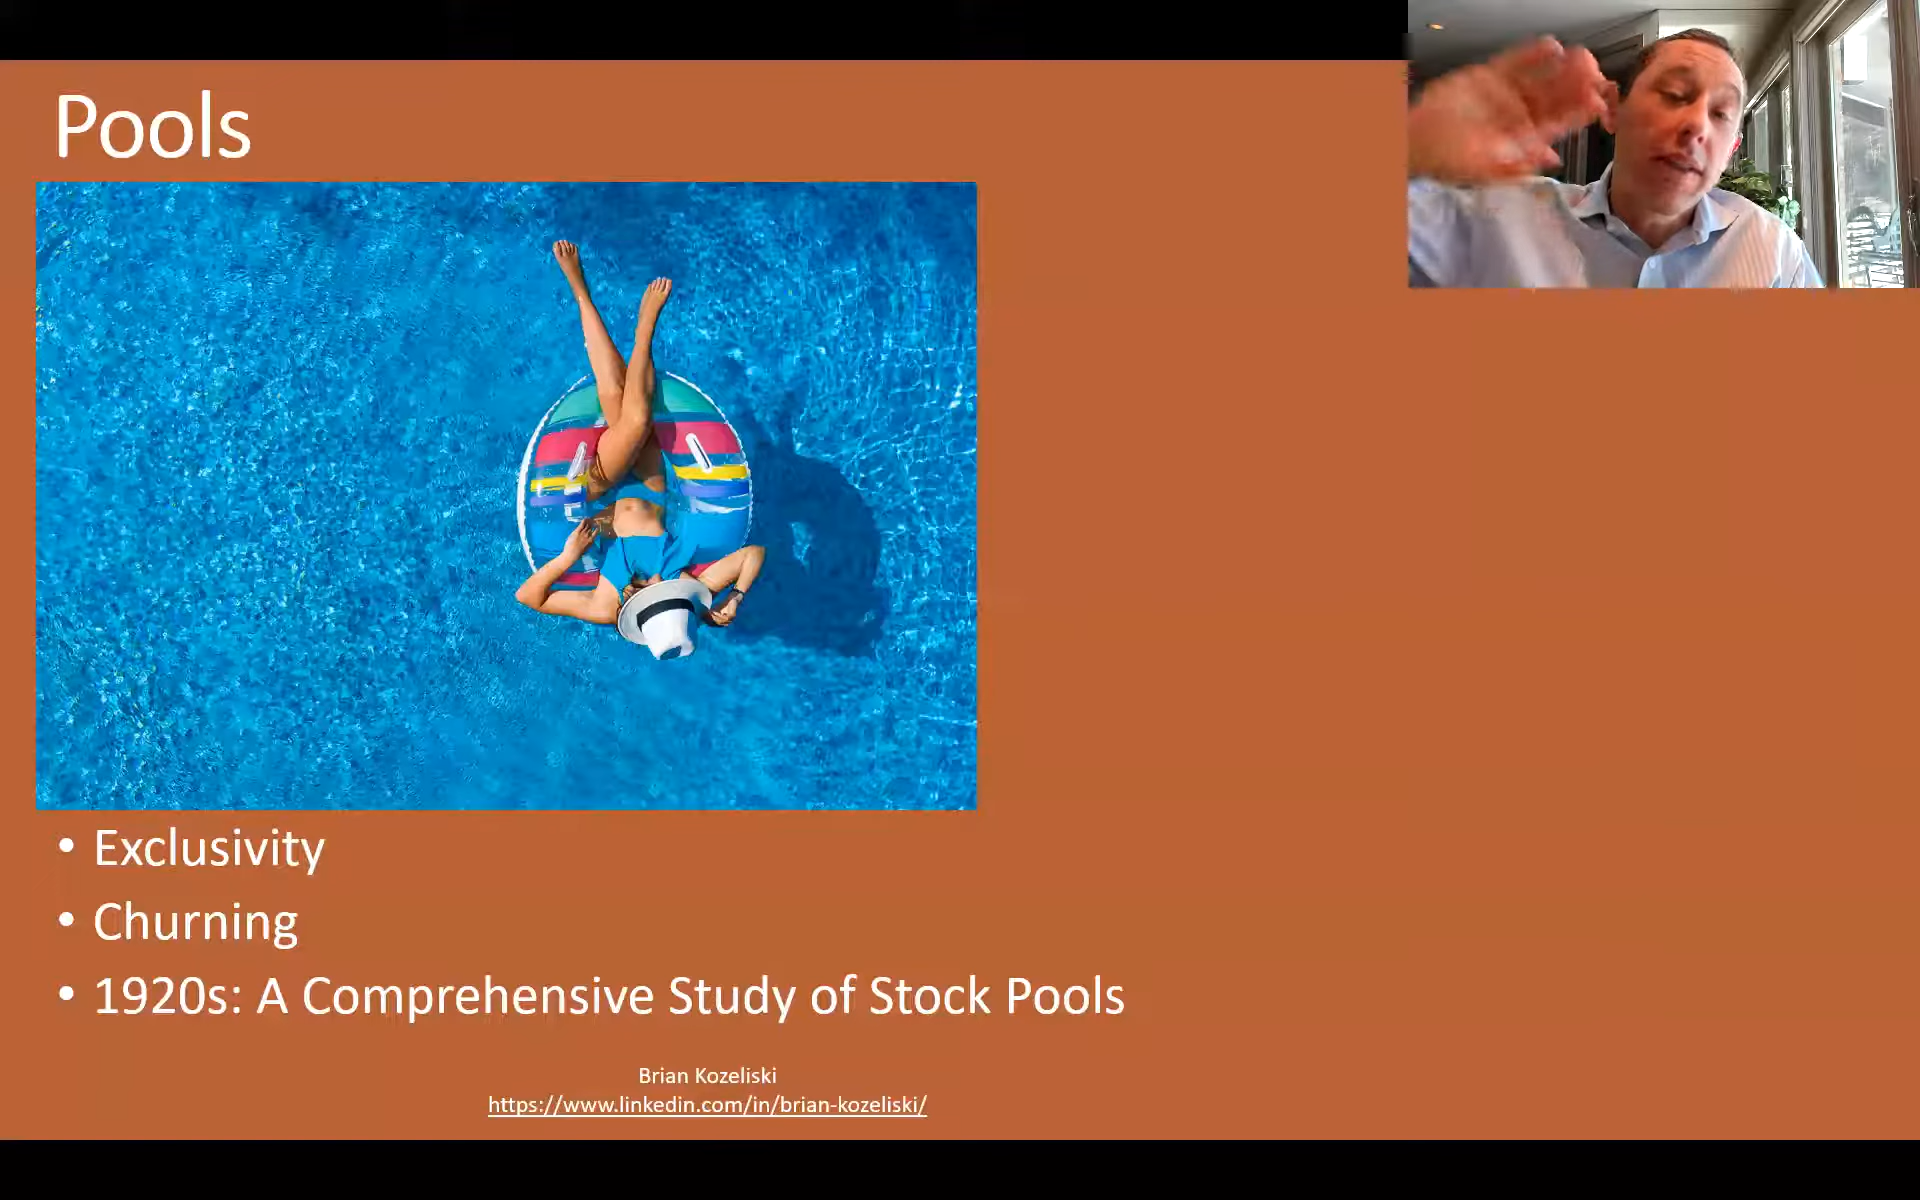 Pools
• Exclusivity
• Churning
• 1920s: A Comprehensive Study of Stock Pools
Brian Kozeliski
https://www.linkedin.com/in/brian-kozeliski/